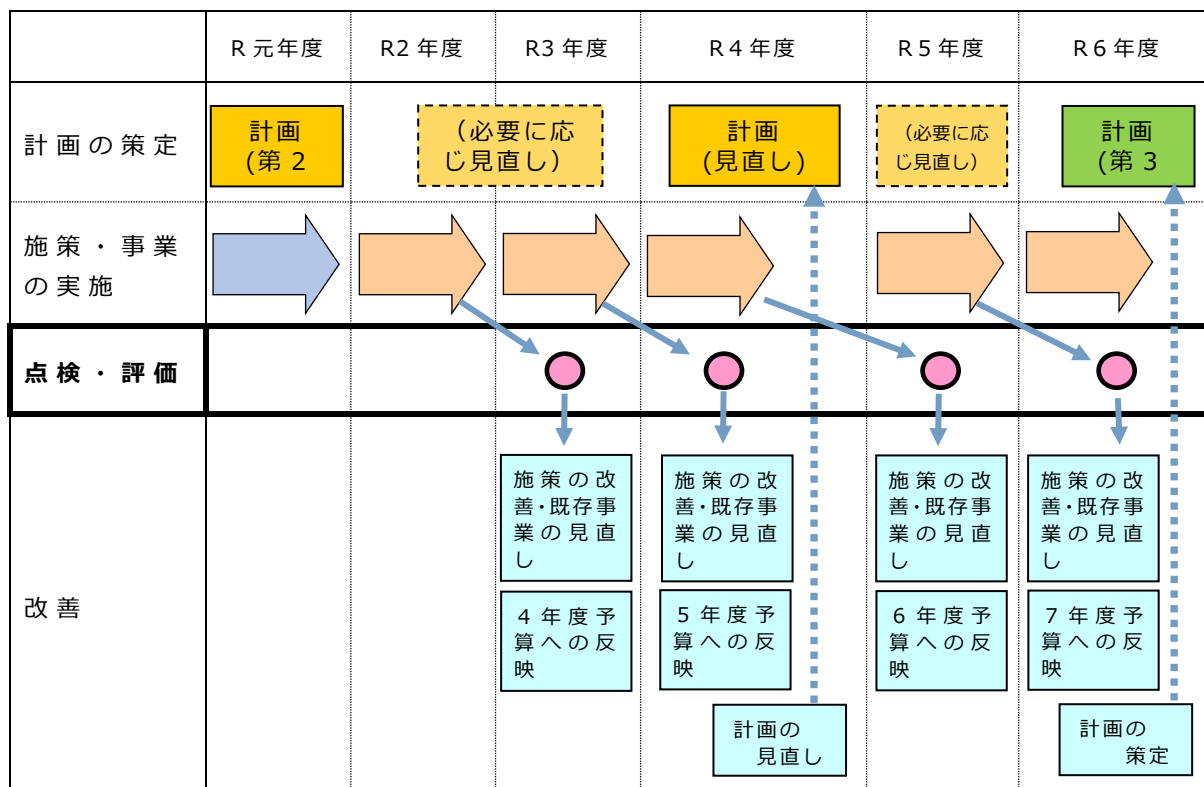 R元年度
R2年度
R3年度
R4年度
R5年度
R6年度
計画の策定
計画
(第2
（必要に応
じ見直し）
計画
(見直し)
（必要に応
じ見直し）
計画
(第3
施策・事業
の実施
点検・評価
改善
施策の改
善・既存事
業の見直
し
施策の改
善・既存事
業の見直
し
施策の改
善・既存事
業の見直
し
施策の改
善・既存事
業の見直
し
4年度予
算への反
映
5年度予
算への反
映
6年度予
算への反
映
7年度予
算への反
映
計画の
見直し
計画の
策定